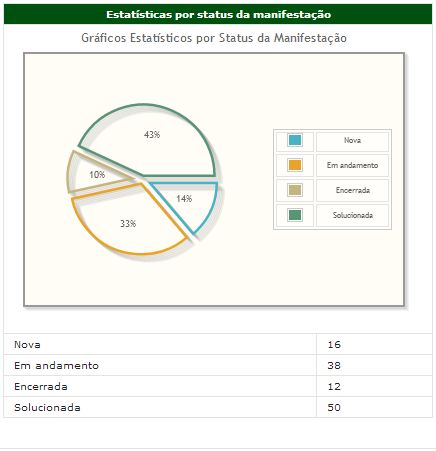 Estatísticas por status da manifestação
Gráficos Estatísticos por Status da Manifestação
43%
10%
14%
33%
Nova
Em andamento
Encerrada
Solucionada
Nova 16
Em andamento 38
Encerrada 12
Solucionada 50